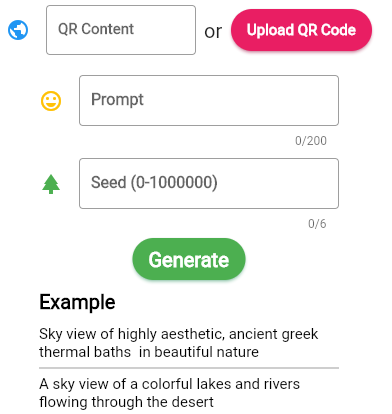 QR Content
or
Upload QR Code
Prompt
0/200
Seed (0-1000000)
0/6
Generate
Example
Sky view of highly aesthetic, ancient greek
thermal baths  in beautiful nature
A sky view of a colorful lakes and rivers
flowing through the desert